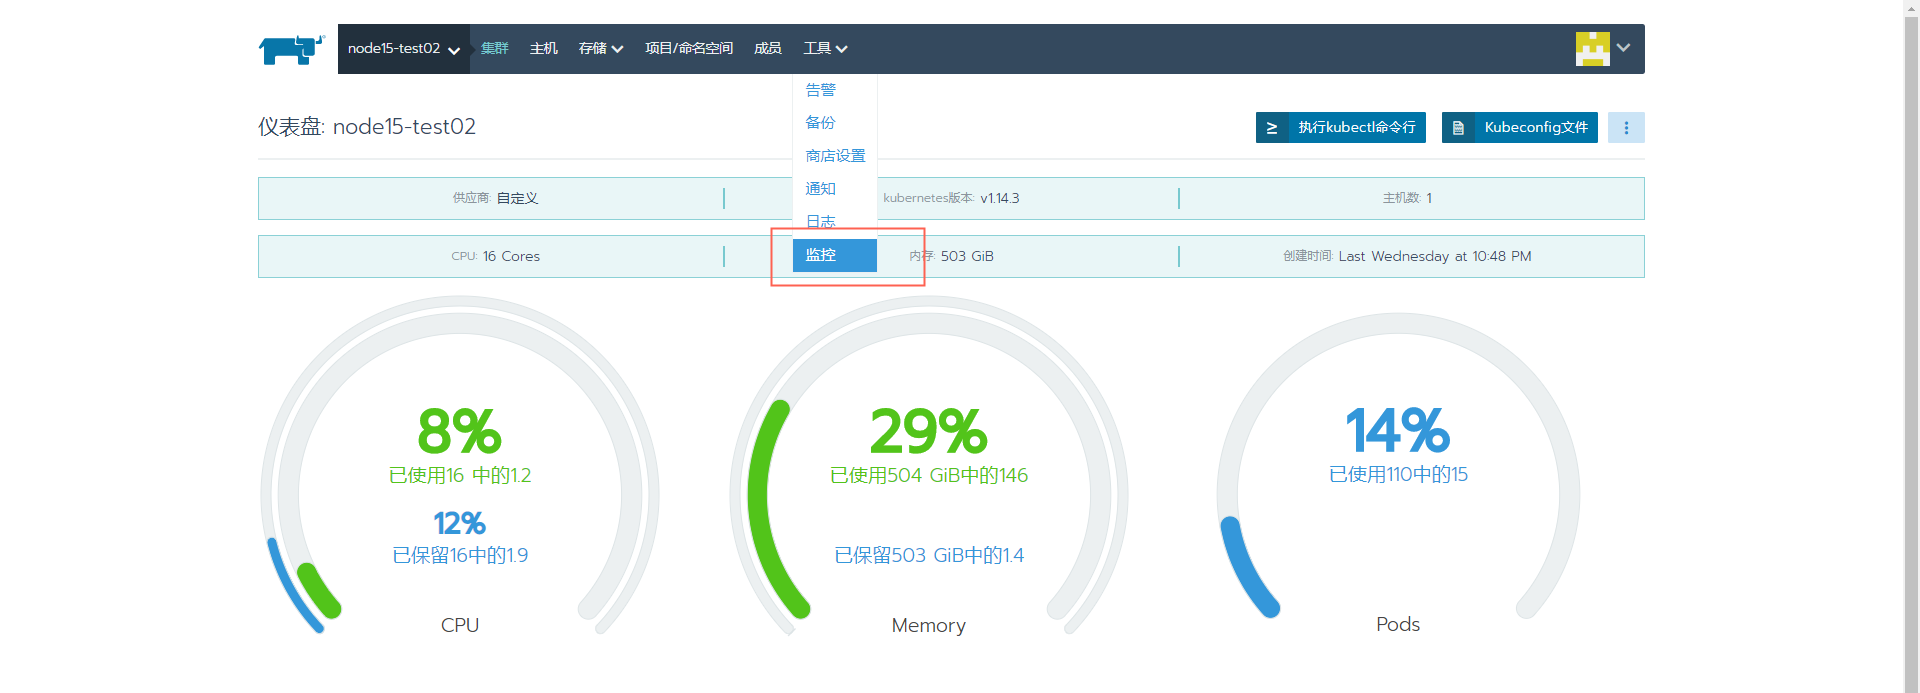 node15-test02 集群 主机 存储 项目/命名空间 成员 工具
告警
备份
商店设置
通知
日志
监控
仪表盘: node15-test02
执行kubectl命令行 Kubeconfig文件
供应商: 自定义 kubernetes版本: v1.14.3 主机数: 1
CPU: 16 Cores 内存: 503 GiB 创建时间: Last Wednesday at 10:48 PM
8%
已使用16 中的1.2
12%
已保留16中的1.9
CPU
29%
已使用504 GiB中的146
已保留503 GiB中的1.4
Memory
14%
已使用110中的15
Pods